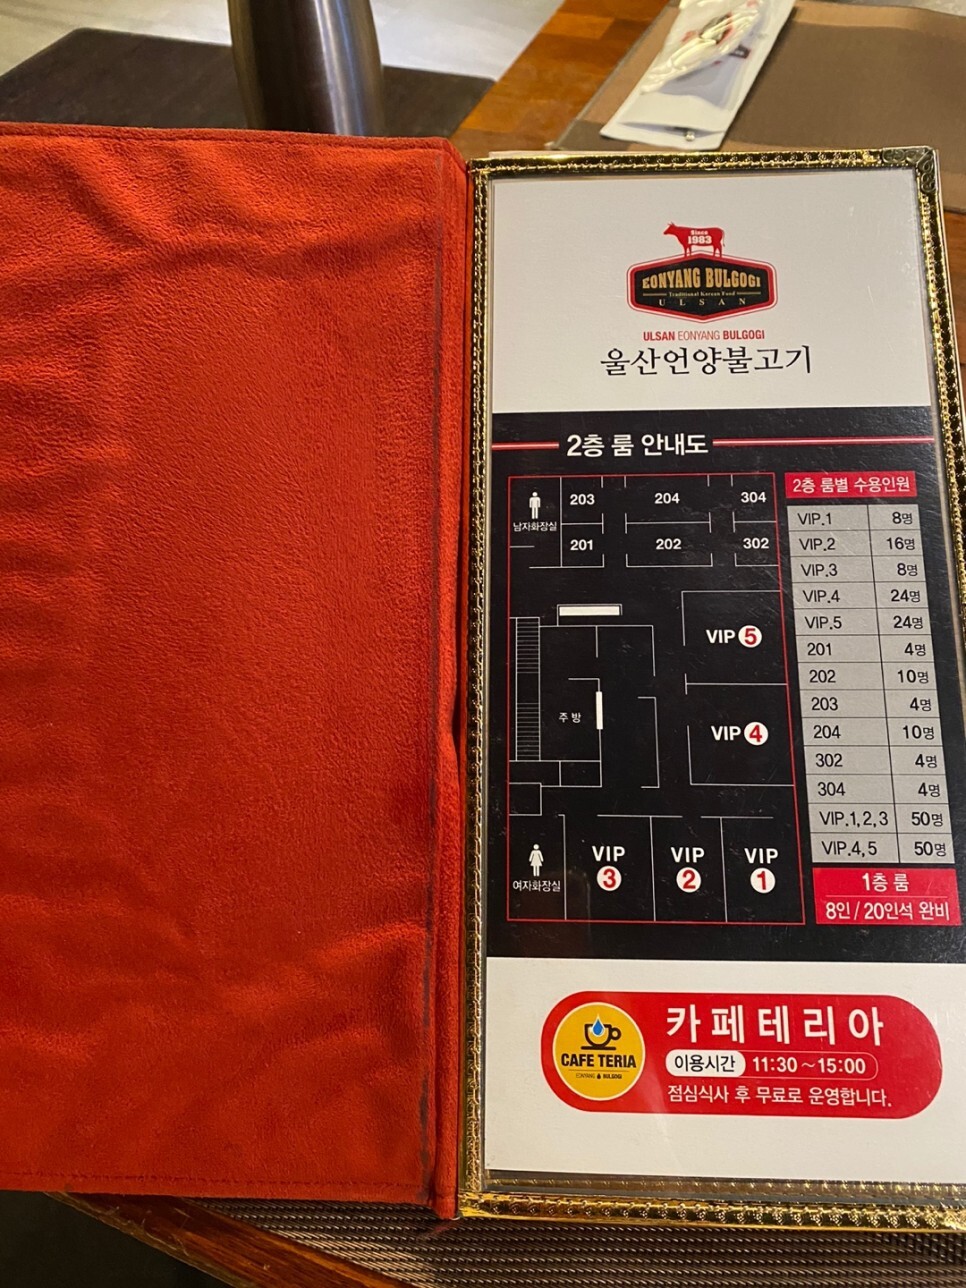 Since
1983
EONYANG BULGOGI
Traditional Korean Food
ULSAN
ULSAN EONYANG BULGOGI
울산언양불고기
2층 룸 안내도
남자화장실
203
204
304
201
202
302
VIP 5
주방
VIP 4
여자화장실
VIP 3
VIP 2
VIP 1
2층 룸별 수용인원
VIP.1 8명
VIP.2 16명
VIP.3 8명
VIP.4 24명
VIP.5 24명
201 4명
202 10명
203 4명
204 10명
302 4명
304 4명
VIP.1,2,3 50명
VIP.4,5 50명
1층 룸
8인 / 20인석 완비
CAFE TERIA
EONYANG BULGOGI
카페테리아
이용시간 11:30 ~ 15:00
점심식사 후 무료로 운영합니다.